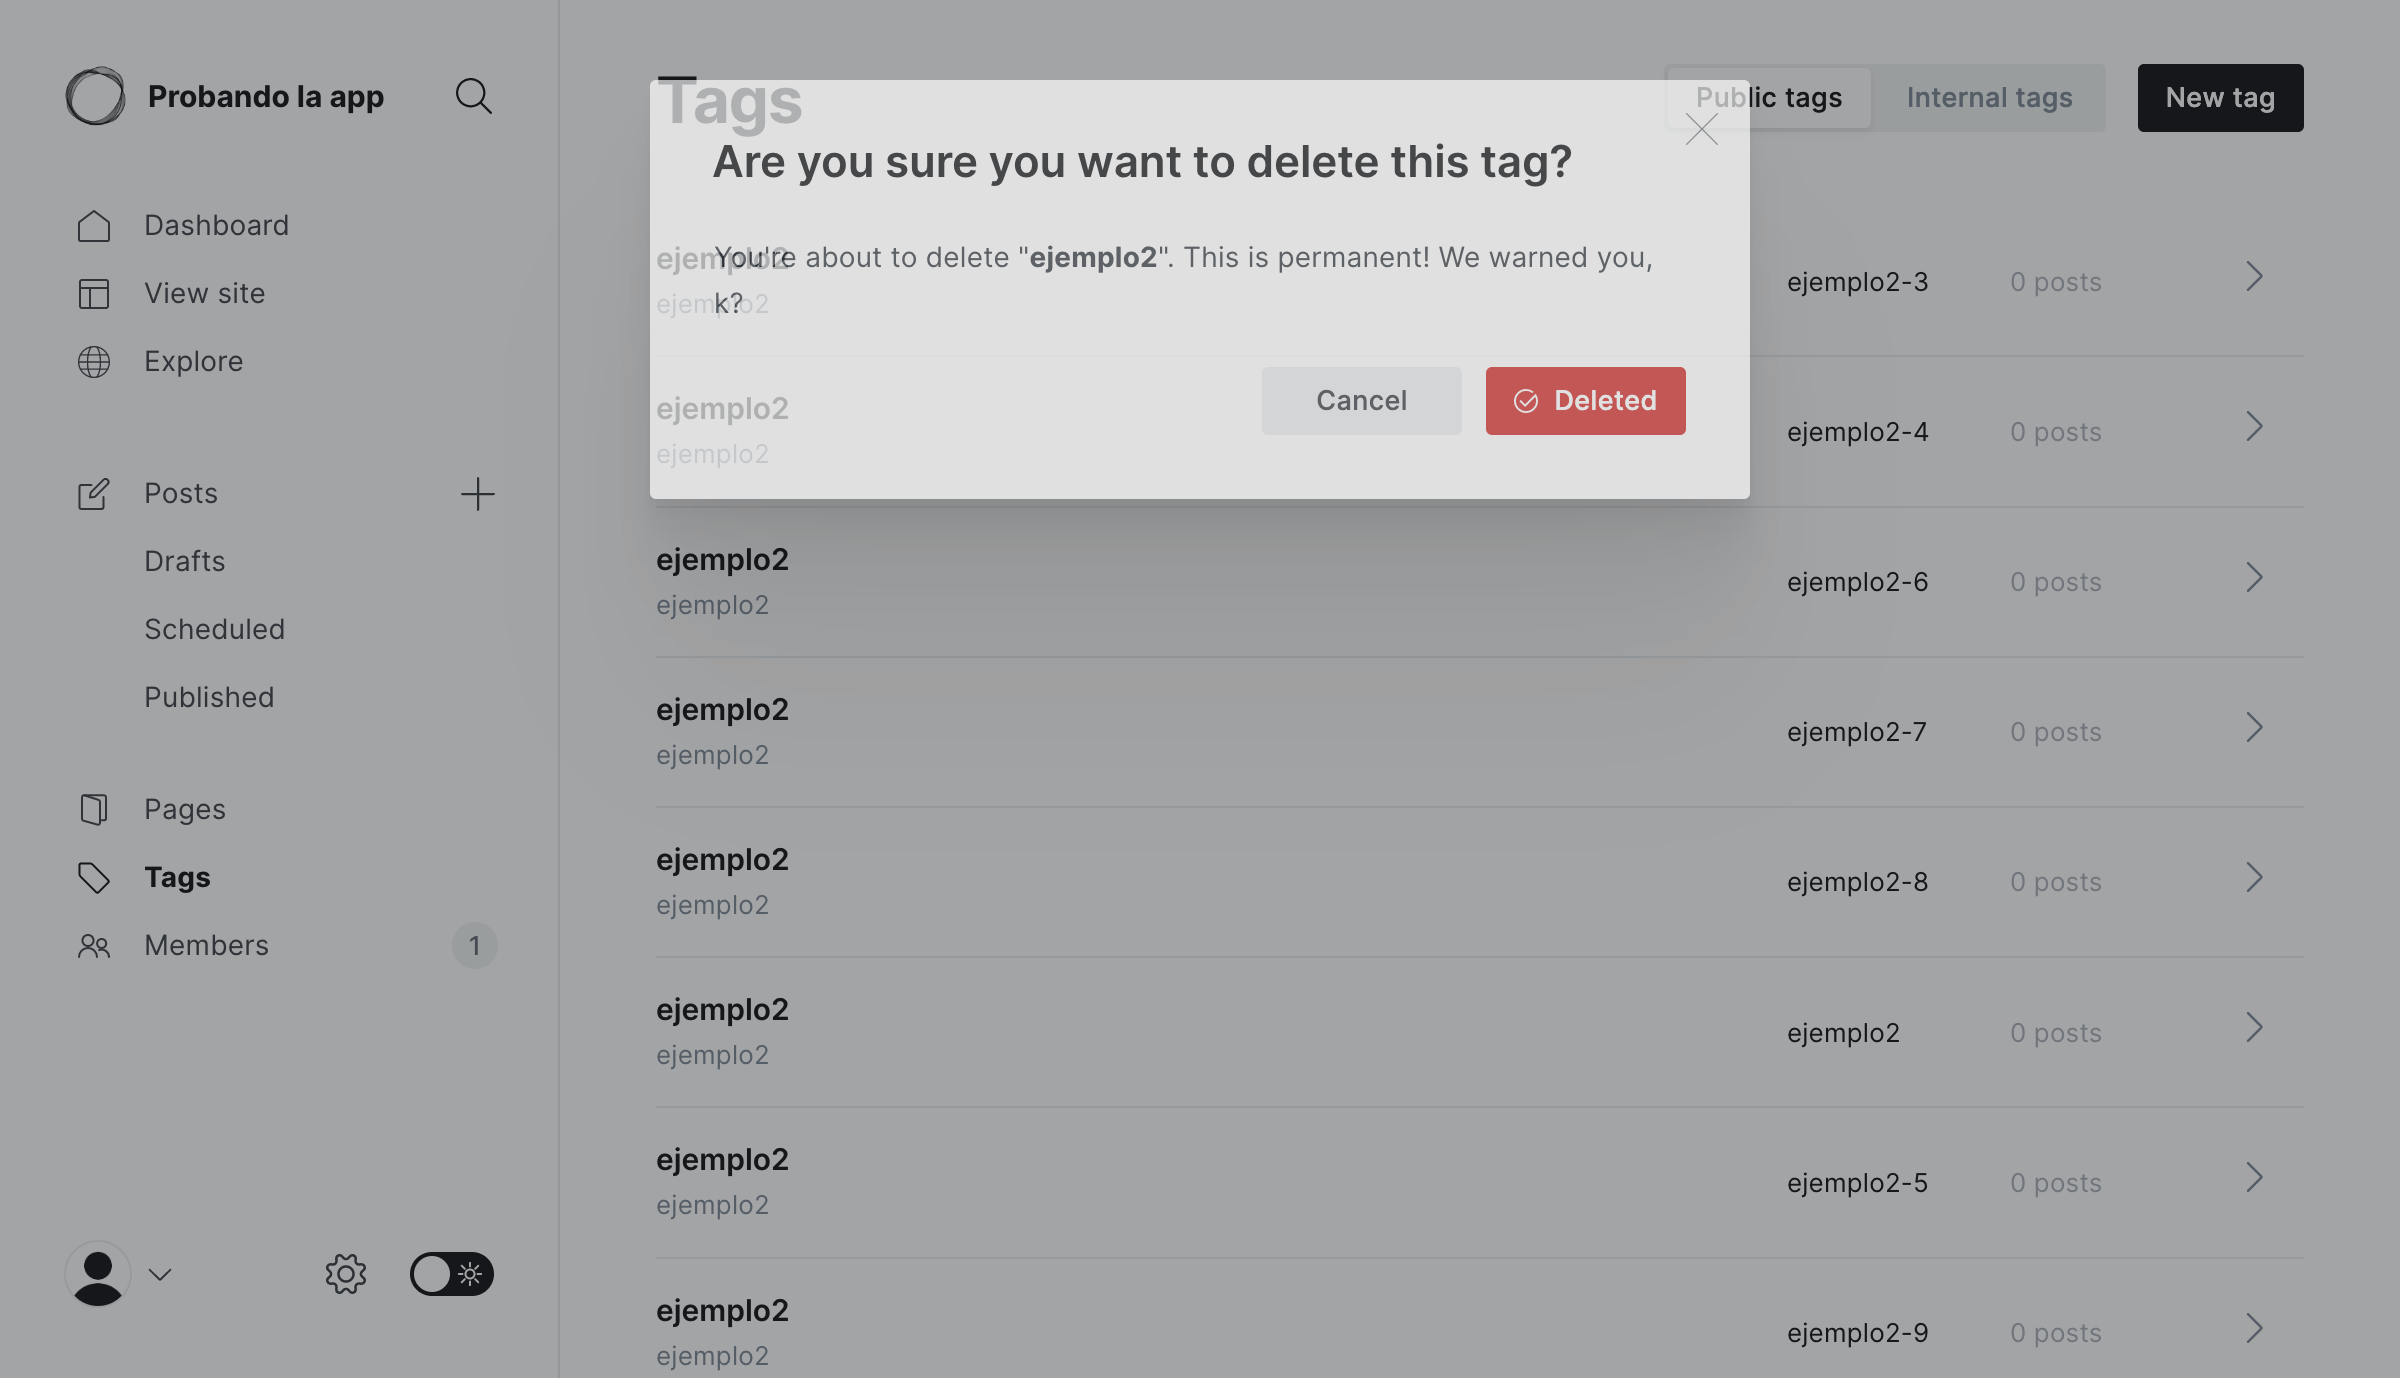 Probando la app
Dashboard
View site
Explore
Posts
Drafts
Scheduled
Published
Pages
Tags
Members
1
Tags
Public tags
Internal tags
New tag
Are you sure you want to delete this tag?
You're about to delete "ejemplo2". This is permanent! We warned you,
k?
Cancel
Deleted
ejemplo2
ejemplo2
ejemplo2-3
0 posts
ejemplo2
ejemplo2
ejemplo2-4
0 posts
ejemplo2
ejemplo2
ejemplo2-6
0 posts
ejemplo2
ejemplo2
ejemplo2-7
0 posts
ejemplo2
ejemplo2
ejemplo2-8
0 posts
ejemplo2
ejemplo2
ejemplo2
0 posts
ejemplo2
ejemplo2
ejemplo2-5
0 posts
ejemplo2
ejemplo2
ejemplo2-9
0 posts